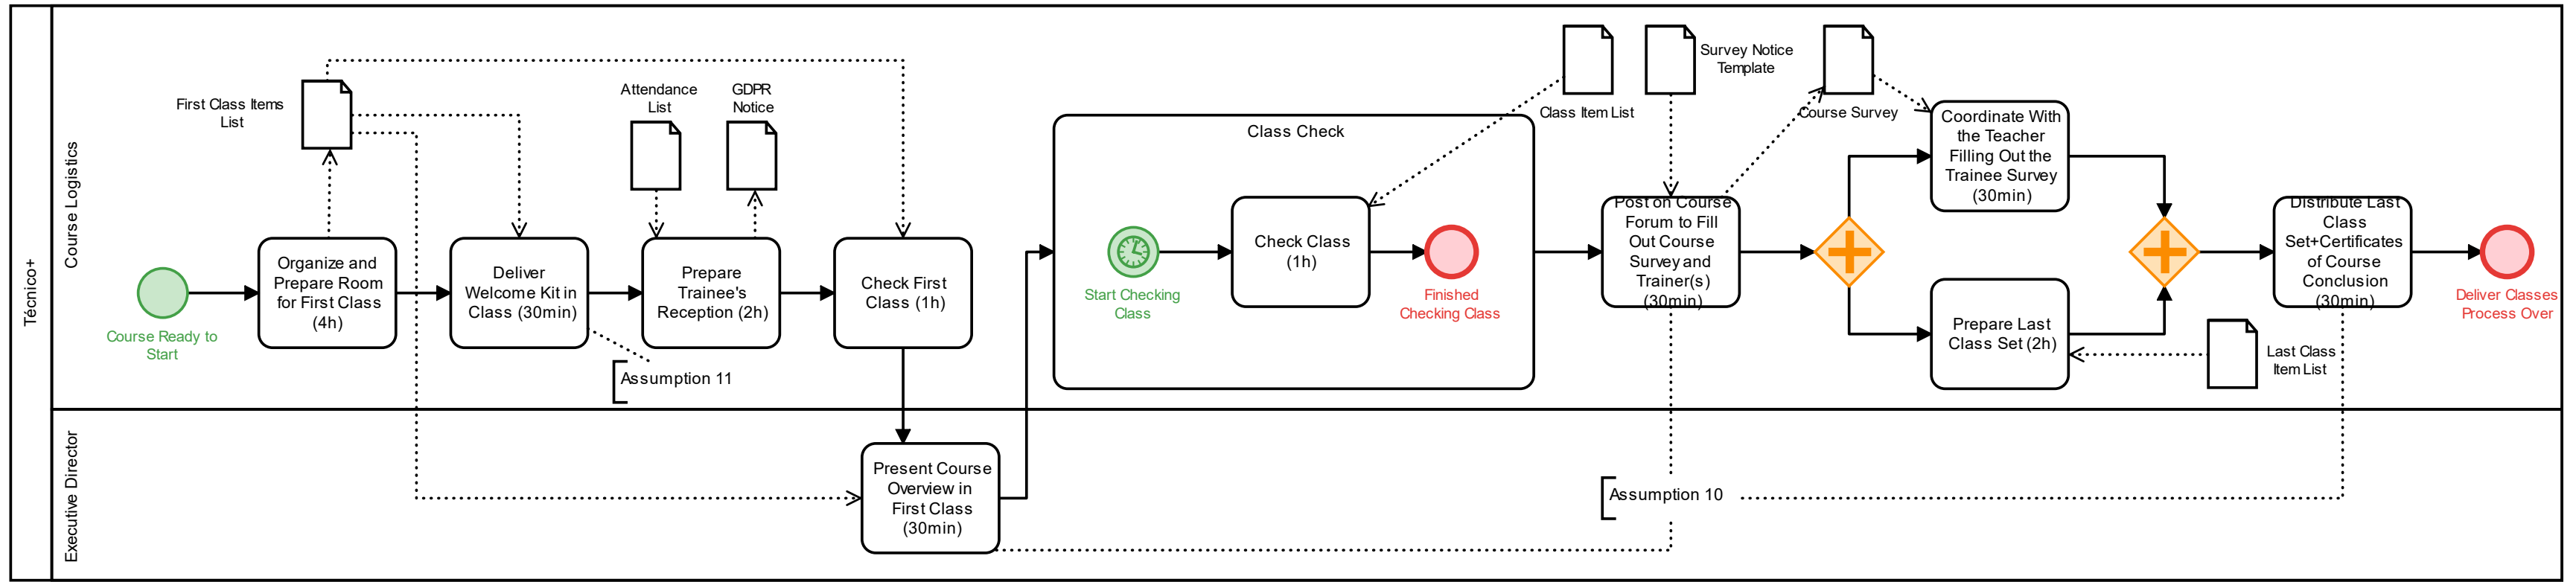 Técnico+
Course Logistics
Executive Director
Course Ready to
Start
First Class Items
List
Organize and
Prepare Room
for First Class
(4h)
Deliver
Welcome Kit in
Class (30min)
Assumption 11
Attendance
List
GDPR
Notice
Prepare
Trainee's
Reception (2h)
Check First
Class (1h)
Present Course
Overview in
First Class
(30min)
Class Check
Start Checking
Class
Check Class
(1h)
Finished
Checking Class
Class Item List
Survey Notice
Template
Course Survey
Post on Course
Forum to Fill
Out Course
Survey and
Trainer(s)
(30min)
Assumption 10
Coordinate With
the Teacher
Filling Out the
Trainee Survey
(30min)
Prepare Last
Class Set (2h)
Last Class
Item List
Distribute Last
Class
Set+Certificates
of Course
Conclusion
(30min)
Deliver Classes
Process Over